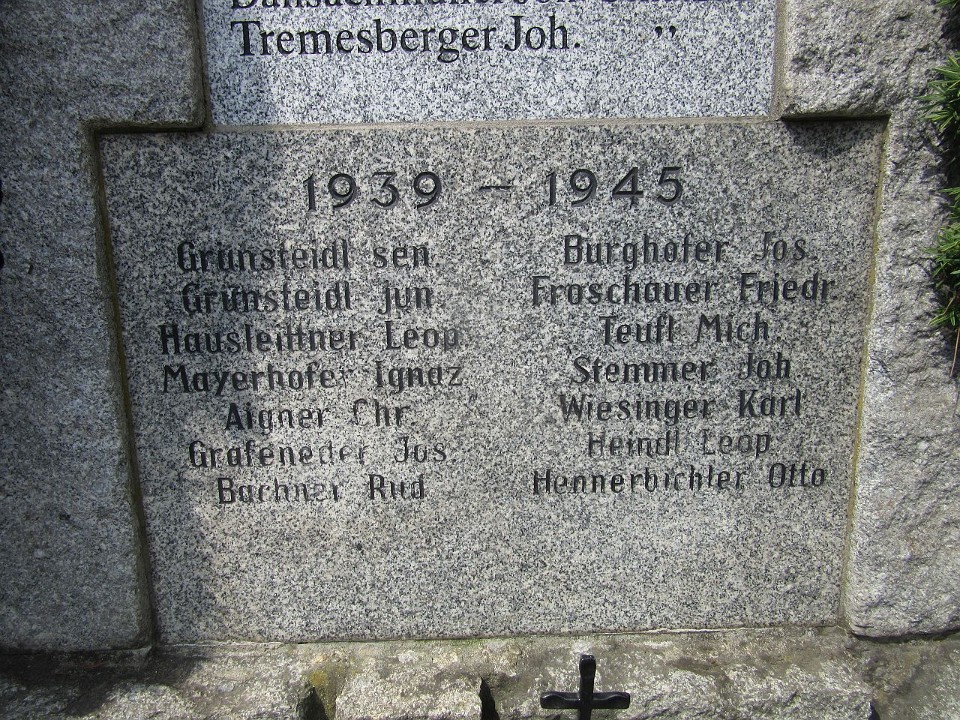 Tremesberger Joh. ,,
1939 – 1945
Grünsteidl sen.
Grünsteidl jun.
Hausleittner Leop.
Mayerhofer Ignaz
Aigner Chr.
Grafeneder Jos.
Bachner Rud.
Burghofer Jos.
Froschauer Friedr.
Teufl Mich.
Stemmer Joh.
Wiesinger Karl
Heindl Leop.
Hennerbichler Otto